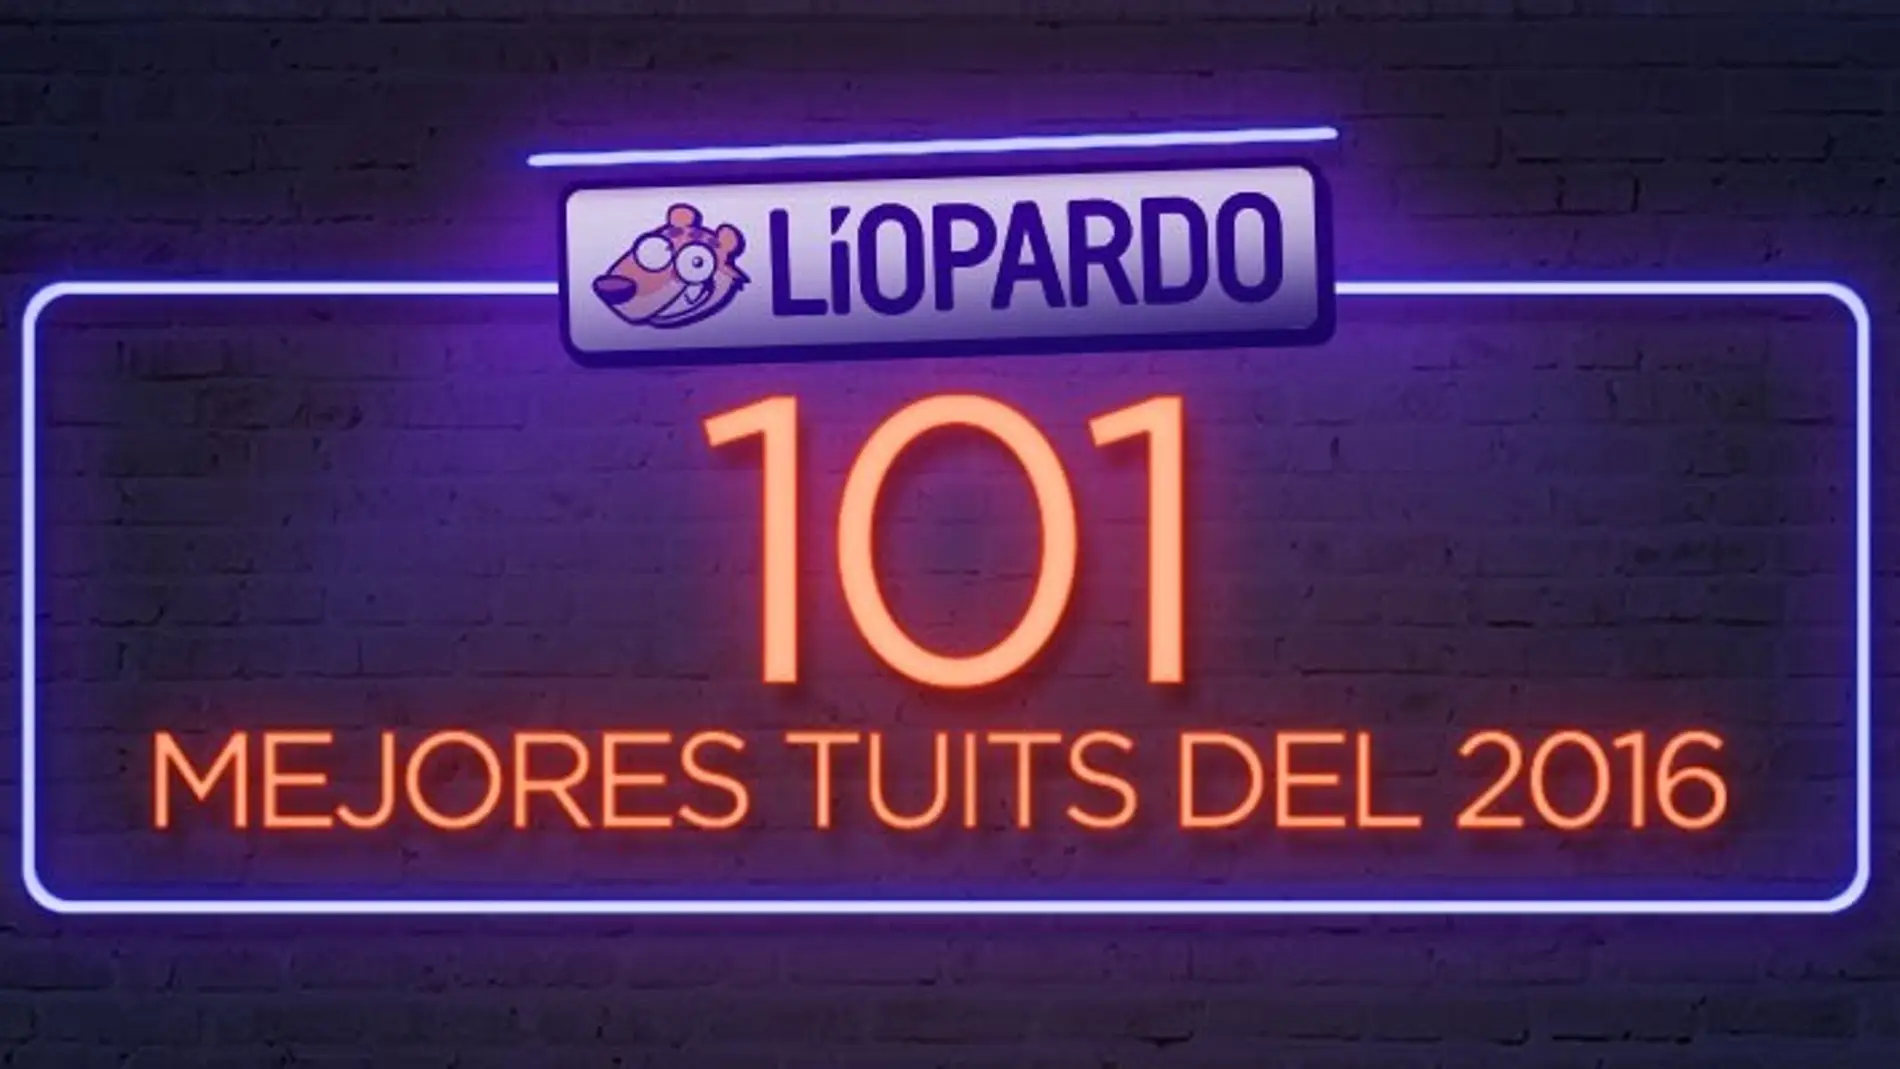 LíOPARDO
101
MEJORES TUITS DEL 2016